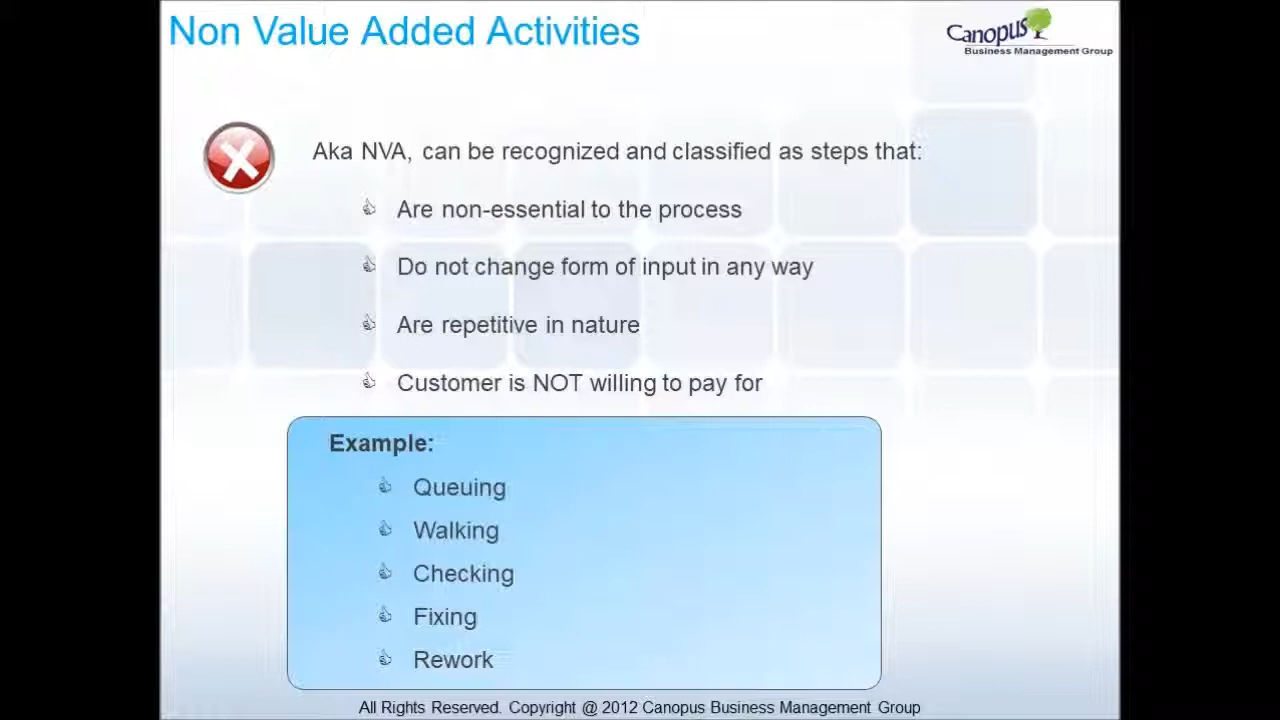 Non Value Added Activities
Canopus
Business Management Group
Aka NVA, can be recognized and classified as steps that:
Are non-essential to the process
Do not change form of input in any way
Are repetitive in nature
Customer is NOT willing to pay for
Example:
Queuing
Walking
Checking
Fixing
Rework
All Rights Reserved. Copyright @ 2012 Canopus Business Management Group